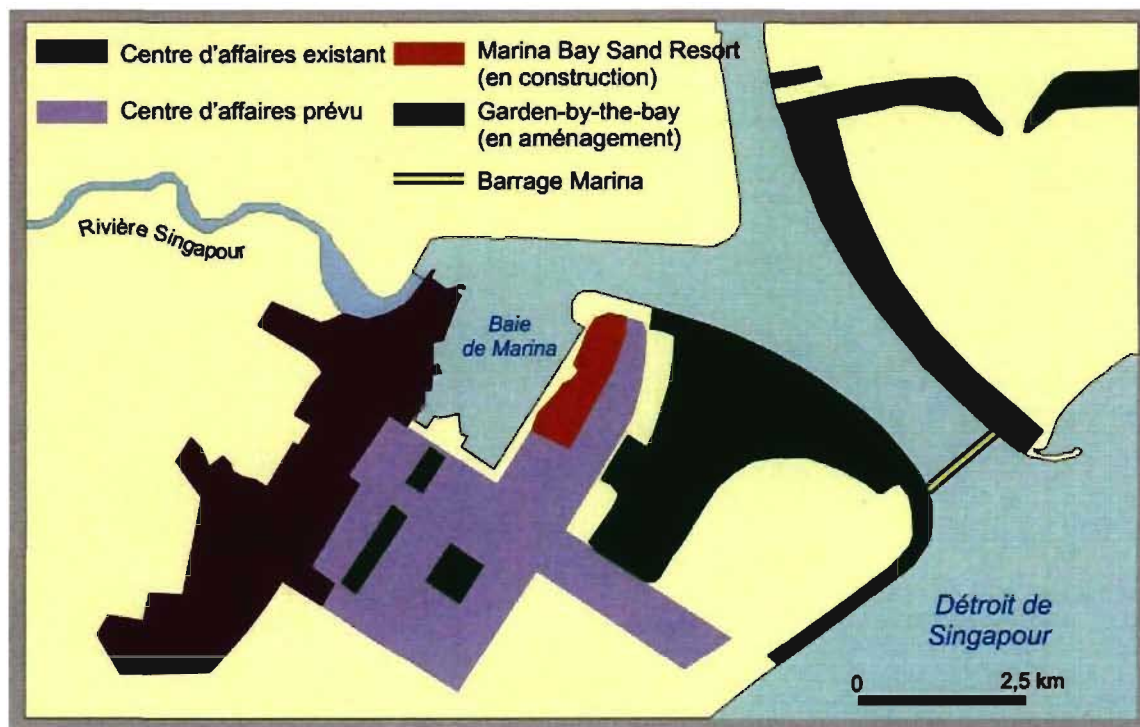 Centre d'affaires existant
Centre d'affaires prévu
Marina Bay Sand Resort
(en construction)
Garden-by-the-bay
(en aménagement)
Barrage Marina
Rivière Singapour
Baie
de Marina
Détroit de
Singapour
0 2,5 km